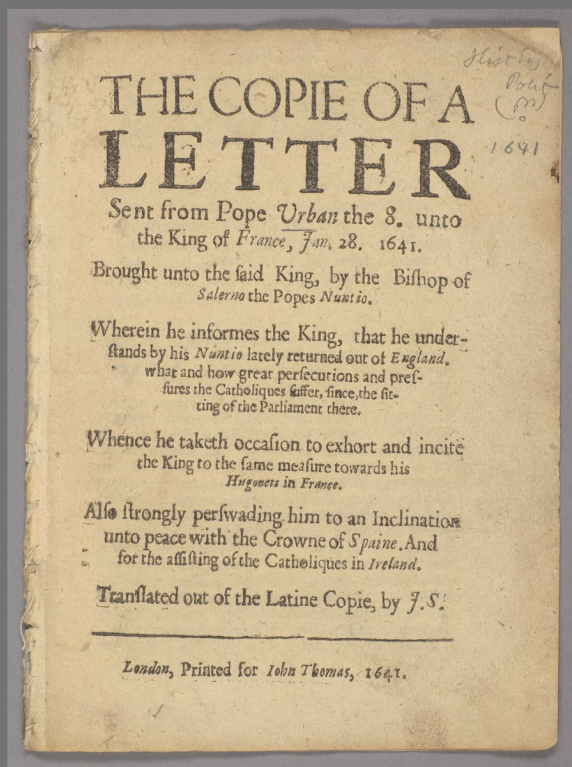 THE COPIE OF A
LETTER
Sent from Pope Urban the 8. unto
the King of France, Jan. 28. 1641.
Brought unto the ſaid King, by the Biſhop of
Salerno the Popes Nuntio.
Wherein he informes the King, that he under-
ſtands by his Nuntio lately returned out of England.
what and how great perſecutions and preſ-
ſures the Catholiques ſuffer, ſince, the ſit-
ting of the Parliament there.
Whence he taketh occaſion to exhort and incite
the King to the ſame meaſure towards his
Hugonets in France.
Alſo ſtrongly perſwading him to an Inclination
unto peace with the Crowne of Spaine. And
for the aſſiſting of the Catholiques in Ireland.
Tranſlated out of the Latine Copie, by J.S.
London, Printed for Iohn Thomas, 1641.
1641